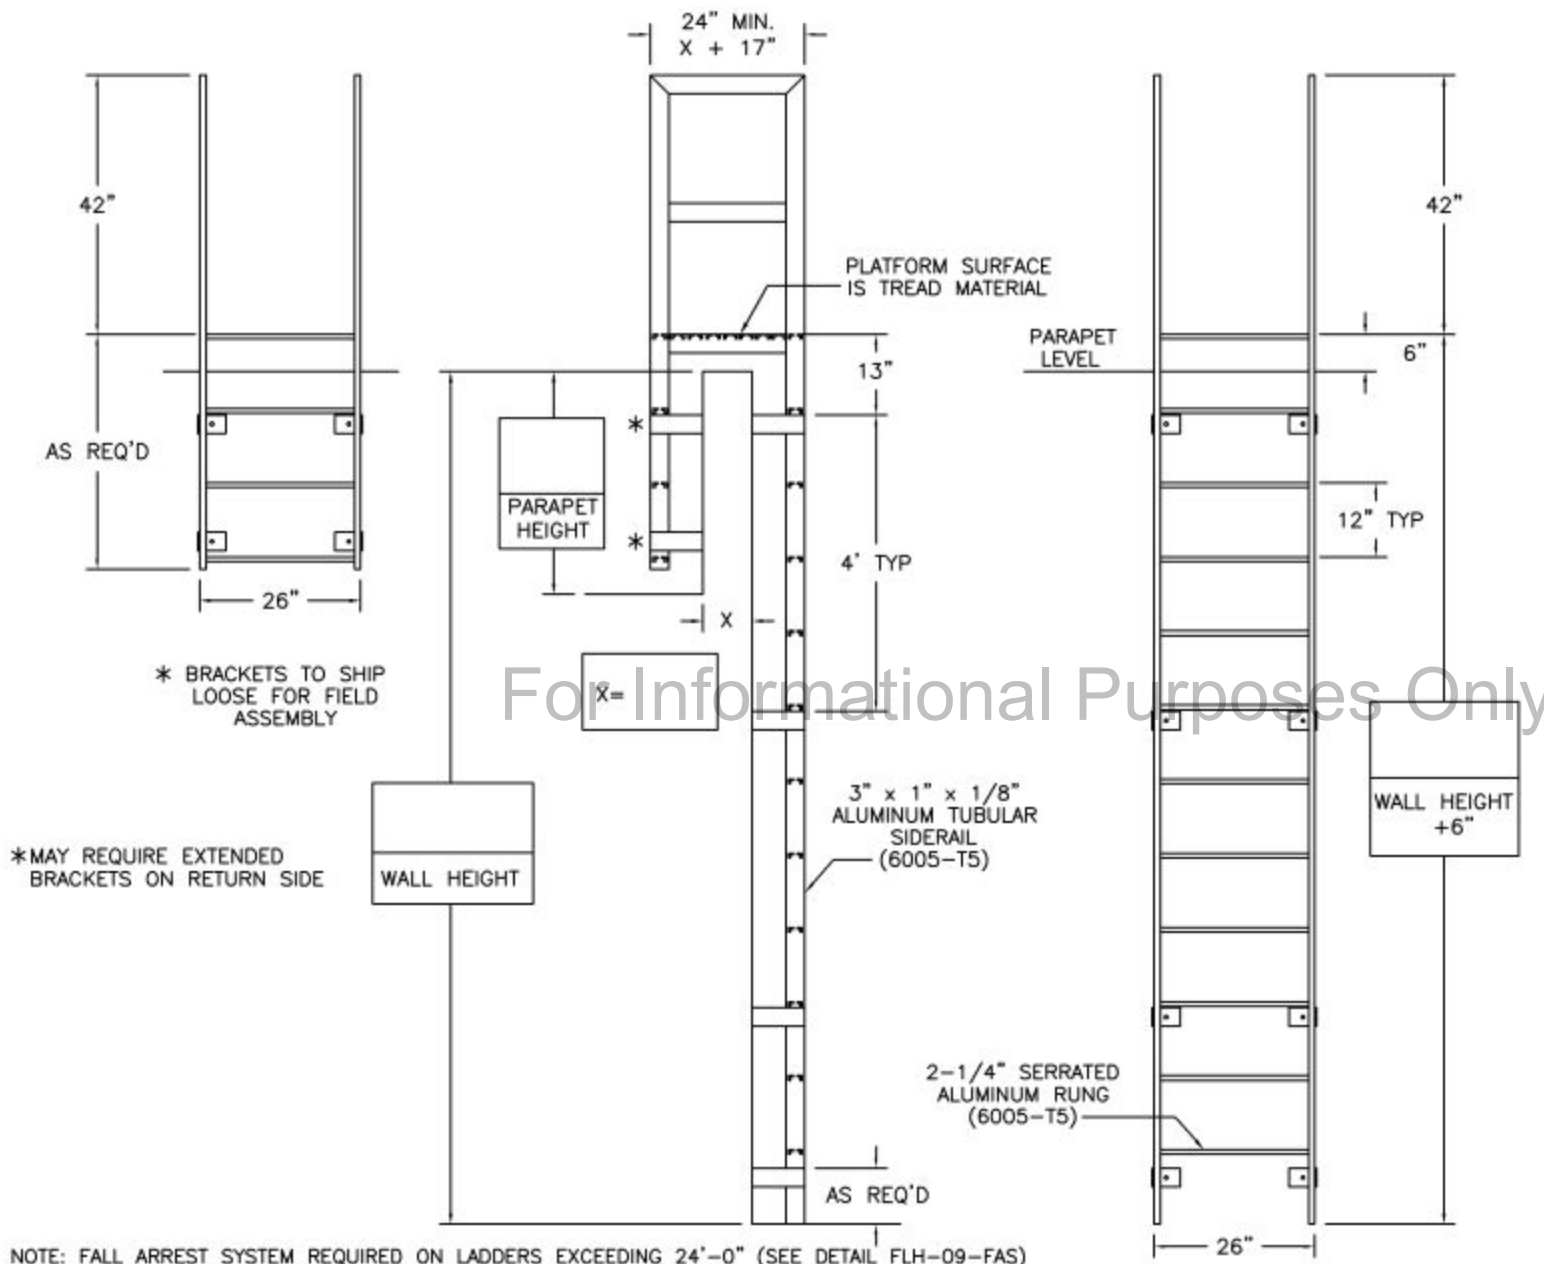 24" MIN.
X + 17"
42"
42"
PLATFORM SURFACE
IS TREAD MATERIAL
PARAPET
LEVEL
6"
13"
AS REQ'D
*
PARAPET
HEIGHT
*
4' TYP
12" TYP
26"
X
* BRACKETS TO SHIP
LOOSE FOR FIELD
ASSEMBLY
X=
For Informational Purposes Only
3" x 1" x 1/8"
ALUMINUM TUBULAR
SIDERAIL
(6005-T5)
WALL HEIGHT
+6"
*MAY REQUIRE EXTENDED
BRACKETS ON RETURN SIDE
WALL HEIGHT
2-1/4" SERRATED
ALUMINUM RUNG
(6005-T5)
AS REQ'D
26"
NOTE: FALL ARREST SYSTEM REQUIRED ON LADDERS EXCEEDING 24'-0" (SEE DETAIL FLH-09-FAS)